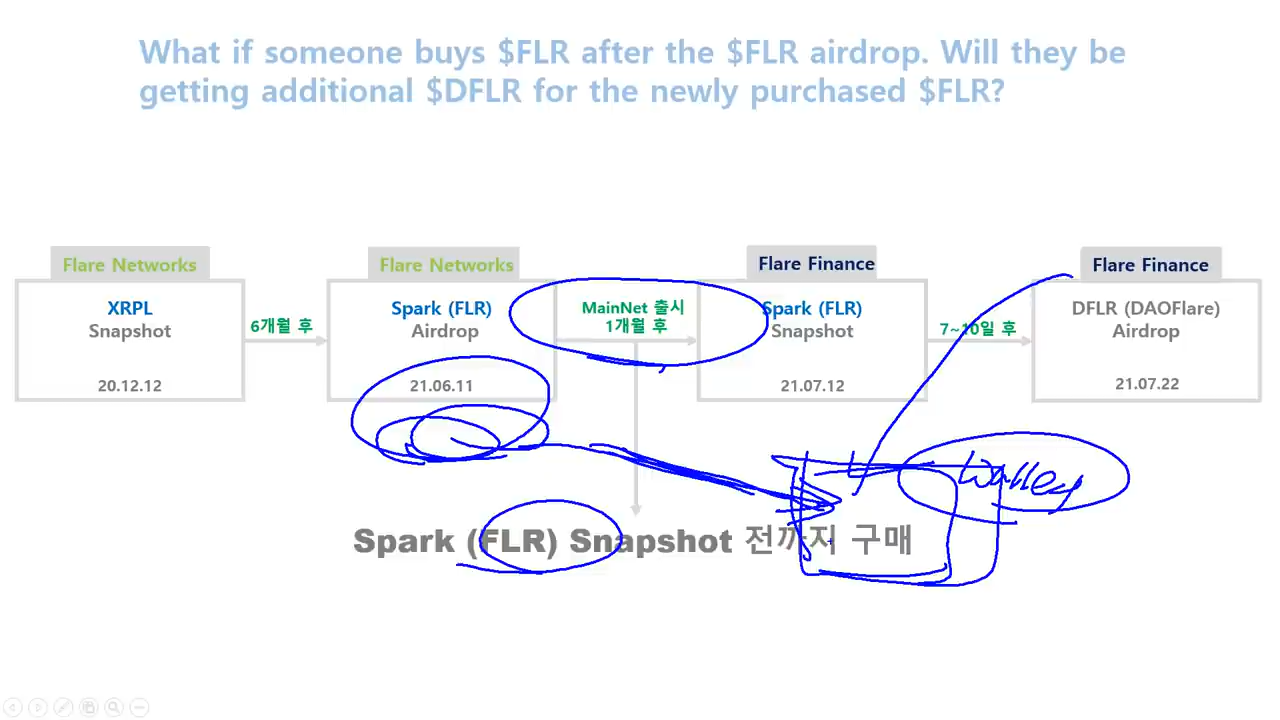 What if someone buys $FLR after the $FLR airdrop. Will they be
getting additional $DFLR for the newly purchased $FLR?
Flare Networks
XRPL
Snapshot
20.12.12
6개월 후
Flare Networks
Spark (FLR)
Airdrop
21.06.11
MainNet 출시
1개월 후
Flare Finance
Spark (FLR)
Snapshot
21.07.12
7~10일 후
Flare Finance
DFLR (DAOFlare)
Airdrop
21.07.22
Wallet
Spark (FLR) Snapshot 전까지 구매